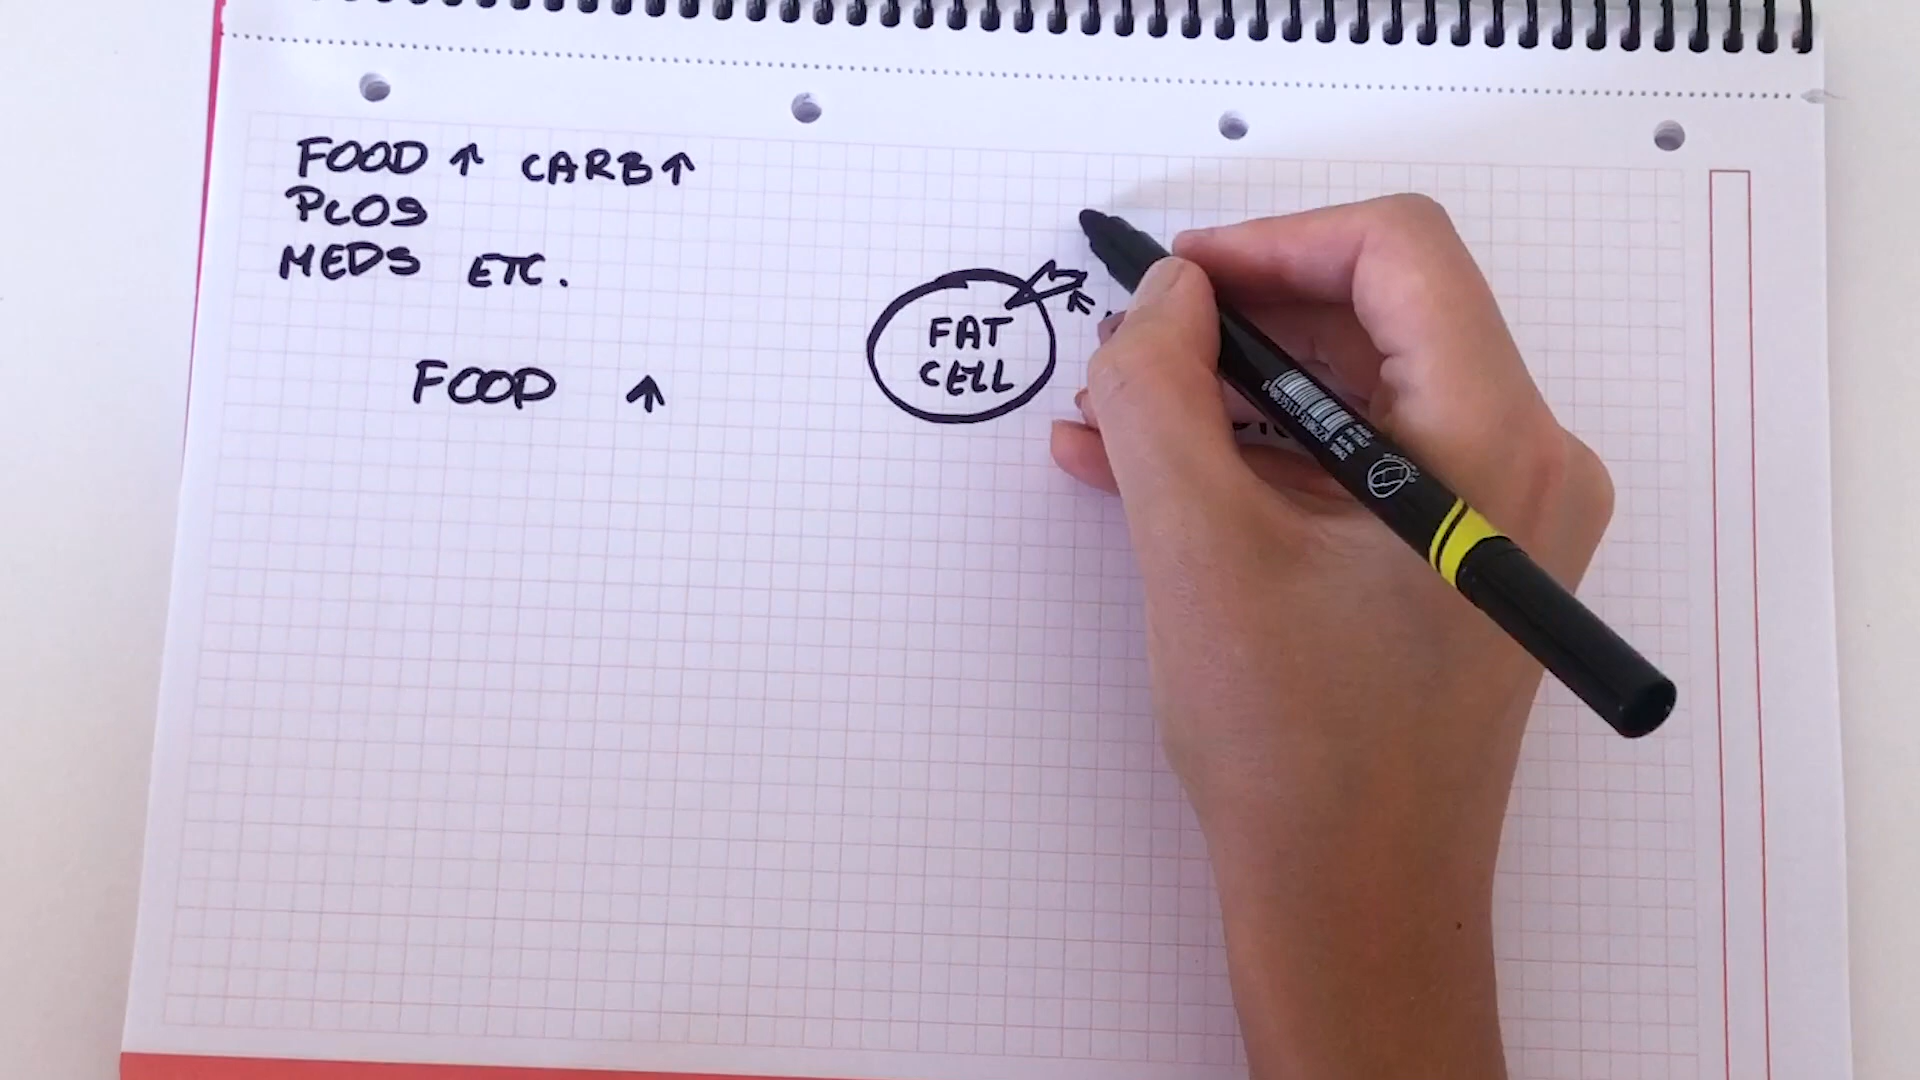 FOOD ↑ CARB ↑
PCOS
MEDS ETC.
FAT
CELL
FOOD ↑